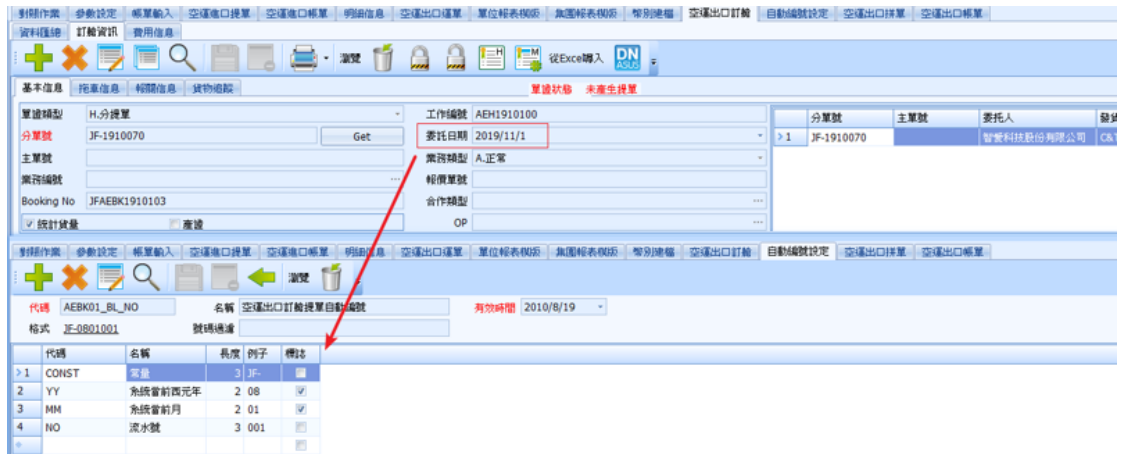 對賬作業 參數設定 帳單輸入 空運進口提單 空運進口帳單 明細信息 空運出口運單 單位報表模版 集團報表模版 幣別建檔 空運出口訂艙 自動編號設定 空運出口拼單 空運出口帳單
資料匯總 訂艙資訊 費用信息
瀏覽 從Excel導入 DN ASUS
基本信息 拖車信息 報關信息 貨物追蹤 單證狀態 未產生提單
單證類型 H.分提單 工作編號 AEH1910100
分單號 主單號 委托人
分單號 JF-1910070 Get 委託日期 2019/11/1
>1 JF-1910070 智愛科技股份有限公司 C&T
主單號 業務類型 A.正常
業務編號 報價單號
Booking No JFAEBK1910103 合作類型
統計貨量 產證 OP
對賬作業 參數設定 帳單輸入 空運進口提單 空運進口帳單 明細信息 空運出口運單 單位報表模版 集團報表模版 幣別建檔 空運出口訂艙 自動編號設定 空運出口拼單 空運出口帳單
瀏覽
代碼 AEBK01_BL_NO 名稱 空運出口訂艙提單自動編號 有效時間 2010/8/19
格式 JF-0801001 號碼過濾
代碼 名稱 長度 例子 標誌
>1 CONST 常量 3 JF-
2 YY 系統當前西元年 2 08
3 MM 系統當前月 2 01
4 NO 流水號 3 001